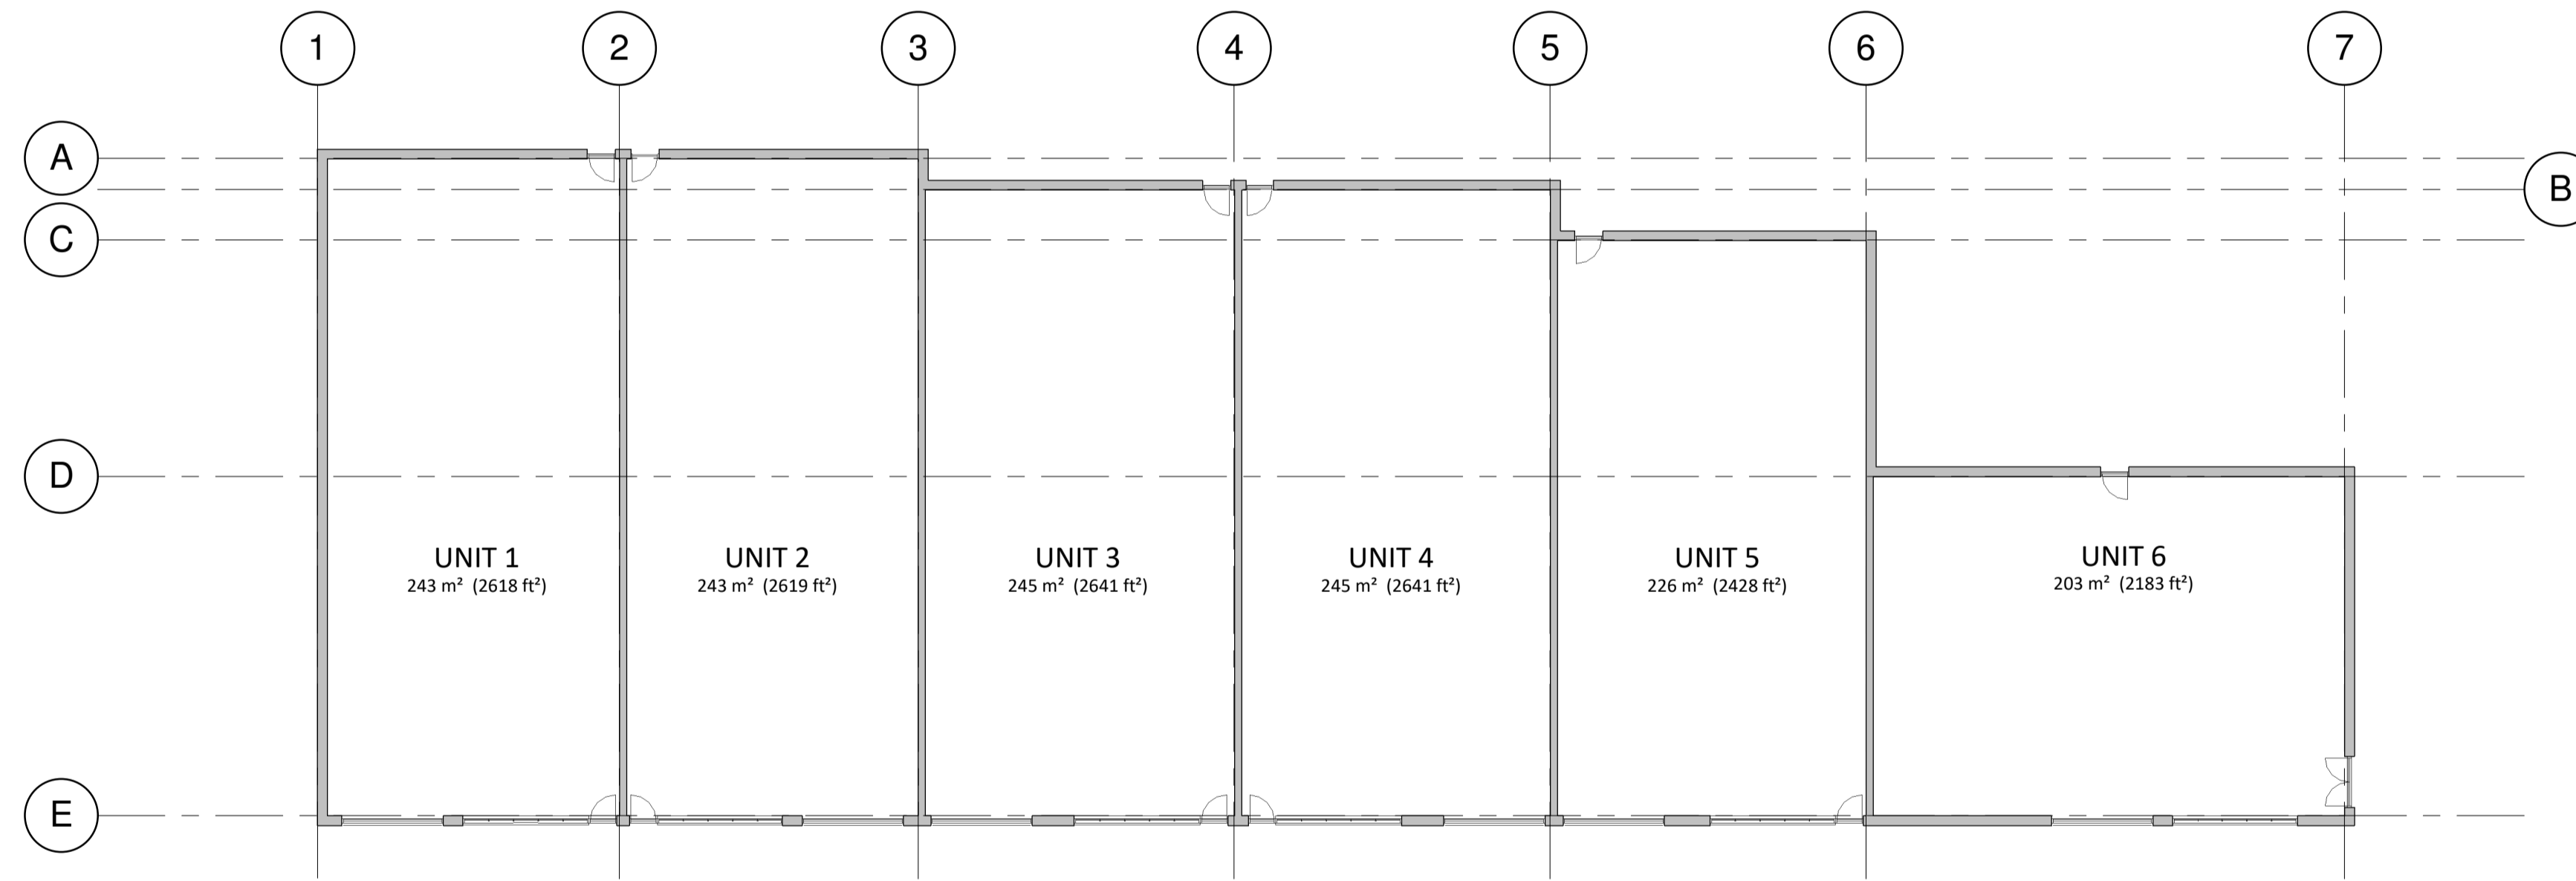 1
2
3
4
5
6
7
A
B
C
D
E
UNIT 1
243 m² (2618 ft²)
UNIT 2
243 m² (2619 ft²)
UNIT 3
245 m² (2641 ft²)
UNIT 4
245 m² (2641 ft²)
UNIT 5
226 m² (2428 ft²)
UNIT 6
203 m² (2183 ft²)